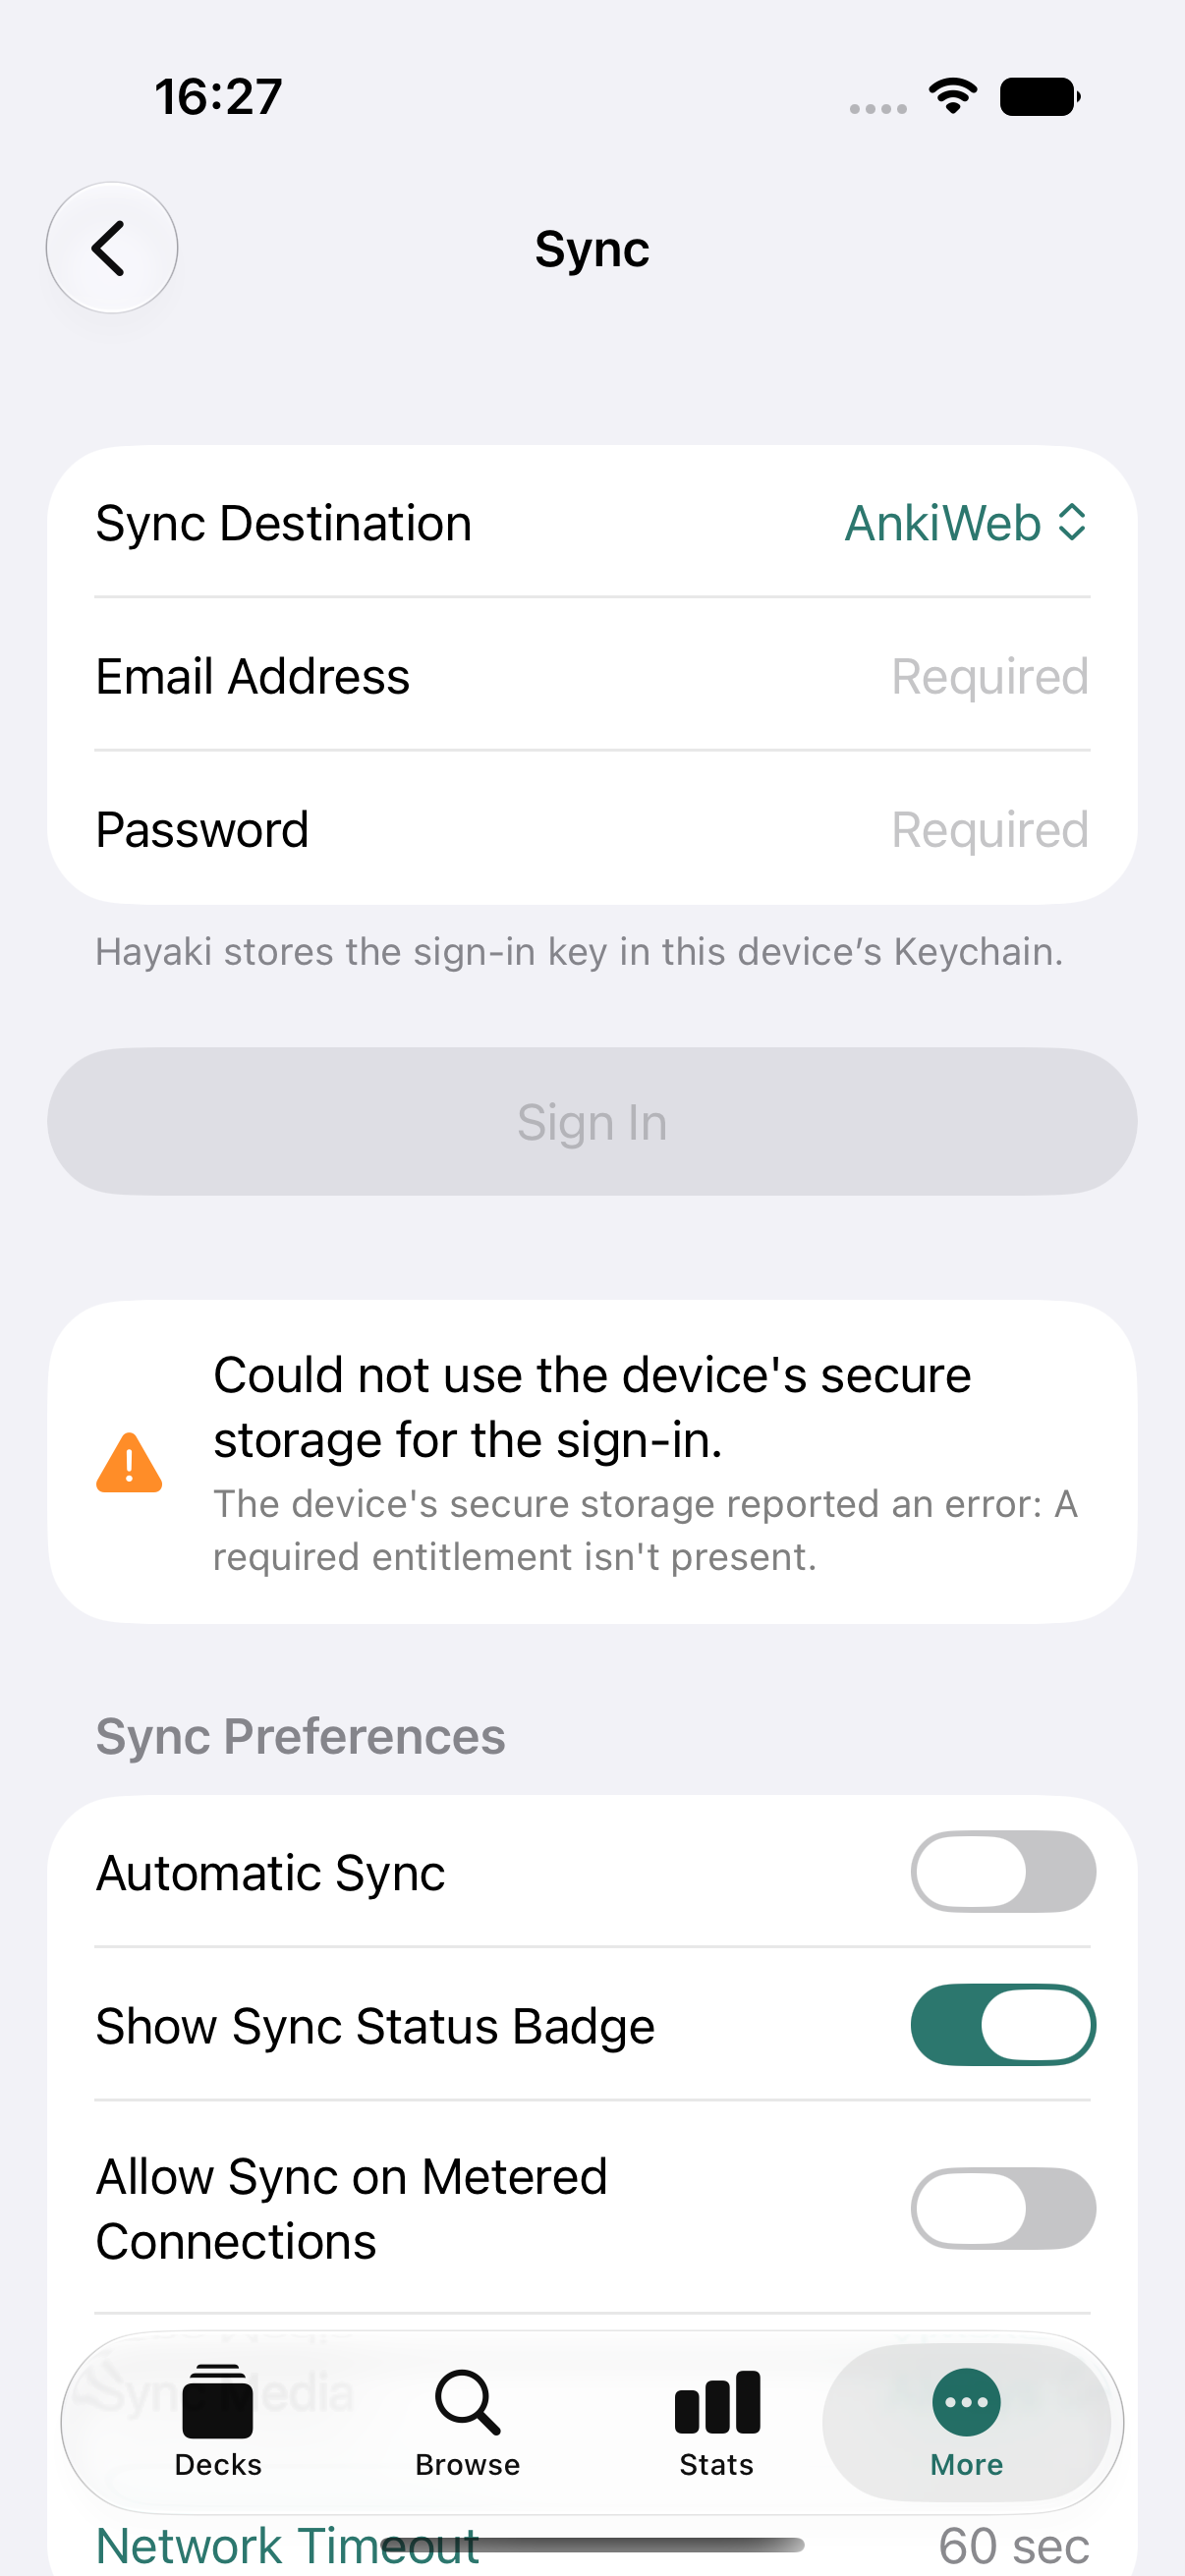 16:27
Sync
Sync Destination
AnkiWeb
Email Address
Required
Password
Required
Hayaki stores the sign-in key in this device’s Keychain.
Sign In
Could not use the device's secure
storage for the sign-in.
The device's secure storage reported an error: A
required entitlement isn't present.
Sync Preferences
Automatic Sync
Show Sync Status Badge
Allow Sync on Metered
Connections
Sync Media
Decks
Browse
Stats
More
Network Timeout
60 sec